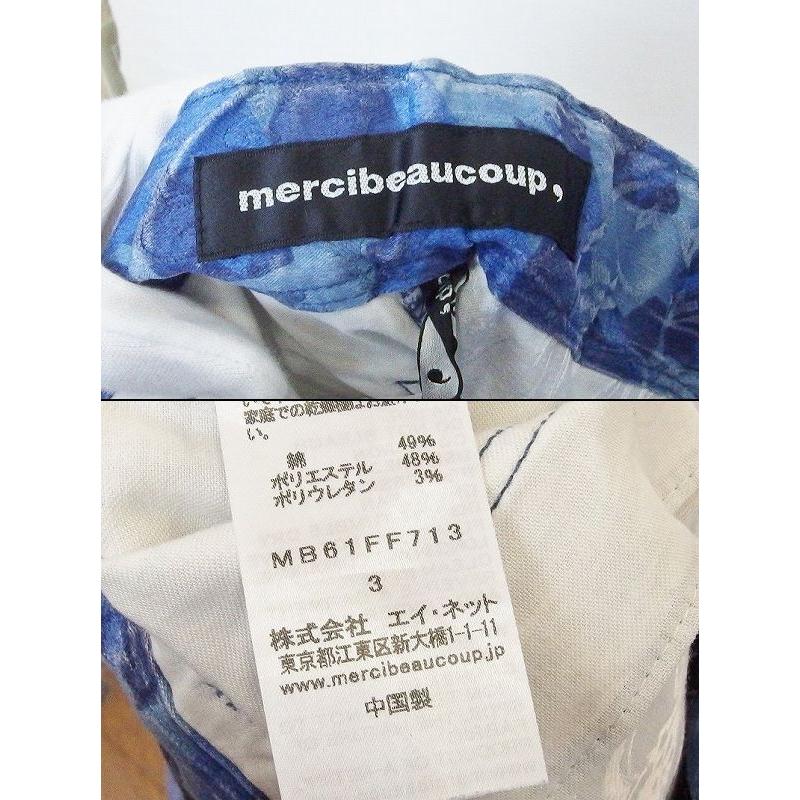 mercibeaucoup,
い。
綿 49%
ポリエステル 48%
ポリウレタン 3%
MB61FF713
3
株式会社 エイ・ネット
東京都江東区新大橋1-1-11
www.mercibeaucoup.jp
中国製